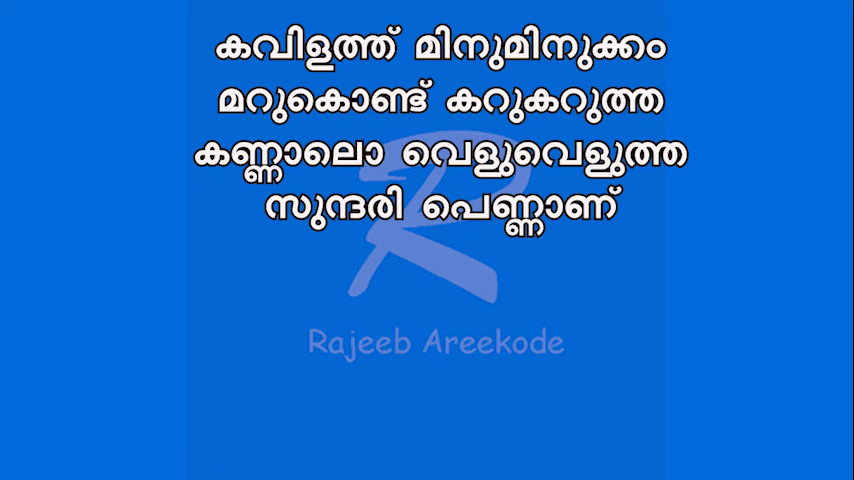 കവിളത്ത് മിനുമിനുക്കം
മറുകൊണ്ട് കറുകറുത്ത
കണ്ണാലൊ വെളുവെളുത്ത
സുന്ദരി പെണ്ണാണ്
R
Rajeeb Areekode